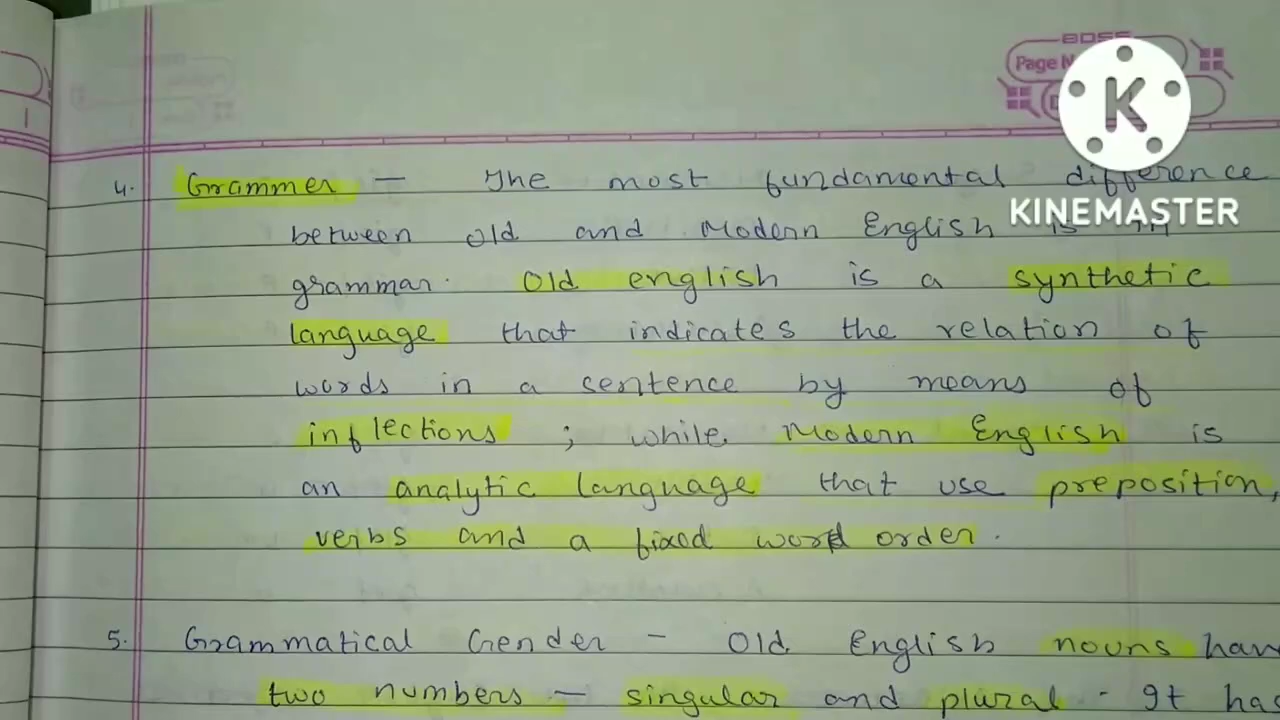 BOSS
Page N
4. Grammer – The most fundamental difference
KINEMASTER
between old and Modern English is in
grammar. Old english is a synthetic
language that indicates the relation of
words in a sentence by means of
inflections ; while Modern English is
an analytic language that use preposition,
verbs and a fixed word order.
5. Grammatical Gender – Old English nouns hav
two numbers – singular and plural. It has